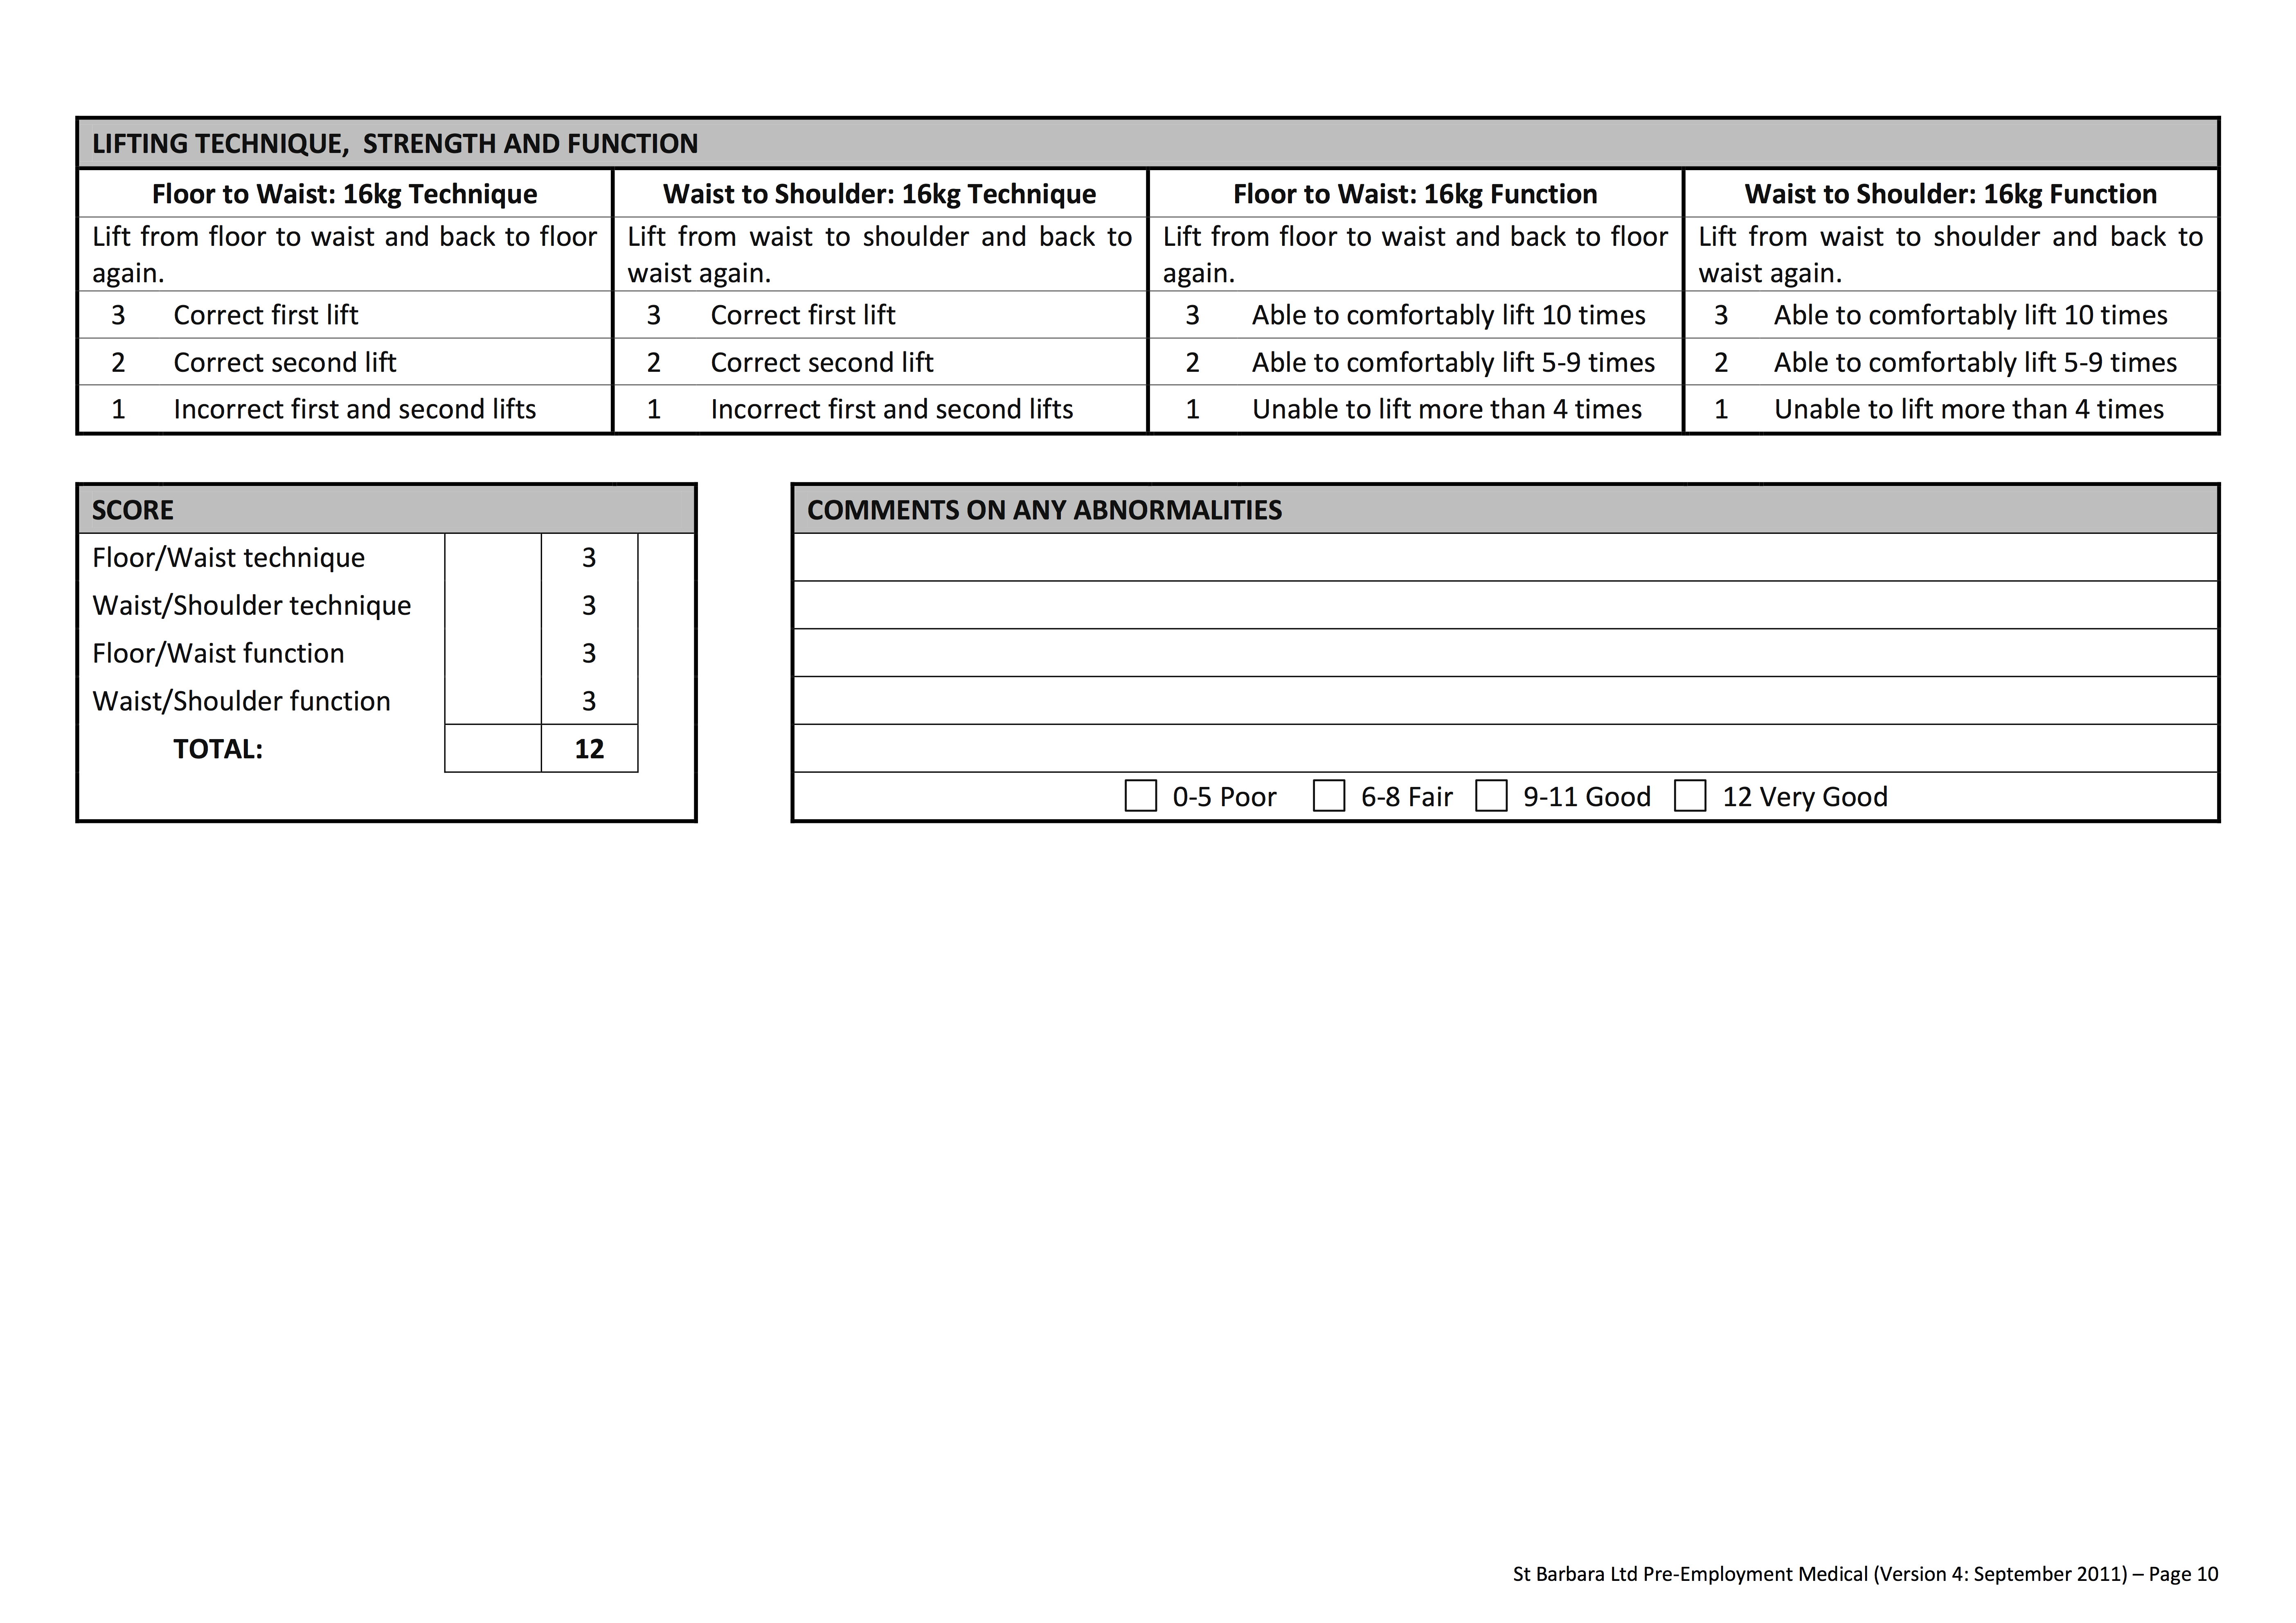 LIFTING TECHNIQUE, STRENGTH AND FUNCTION
Floor to Waist: 16kg Technique
Lift from floor to waist and back to floor
again.
3 Correct first lift
2 Correct second lift
1 Incorrect first and second lifts
Waist to Shoulder: 16kg Technique
Lift from waist to shoulder and back to
waist again.
3 Correct first lift
2 Correct second lift
1 Incorrect first and second lifts
Floor to Waist: 16kg Function
Lift from floor to waist and back to floor
again.
3 Able to comfortably lift 10 times
2 Able to comfortably lift 5-9 times
1 Unable to lift more than 4 times
Waist to Shoulder: 16kg Function
Lift from waist to shoulder and back to
waist again.
3 Able to comfortably lift 10 times
2 Able to comfortably lift 5-9 times
1 Unable to lift more than 4 times
SCORE
Floor/Waist technique 3
Waist/Shoulder technique 3
Floor/Waist function 3
Waist/Shoulder function 3
TOTAL: 12
COMMENTS ON ANY ABNORMALITIES
0-5 Poor 6-8 Fair 9-11 Good 12 Very Good
St Barbara Ltd Pre-Employment Medical (Version 4: September 2011) – Page 10